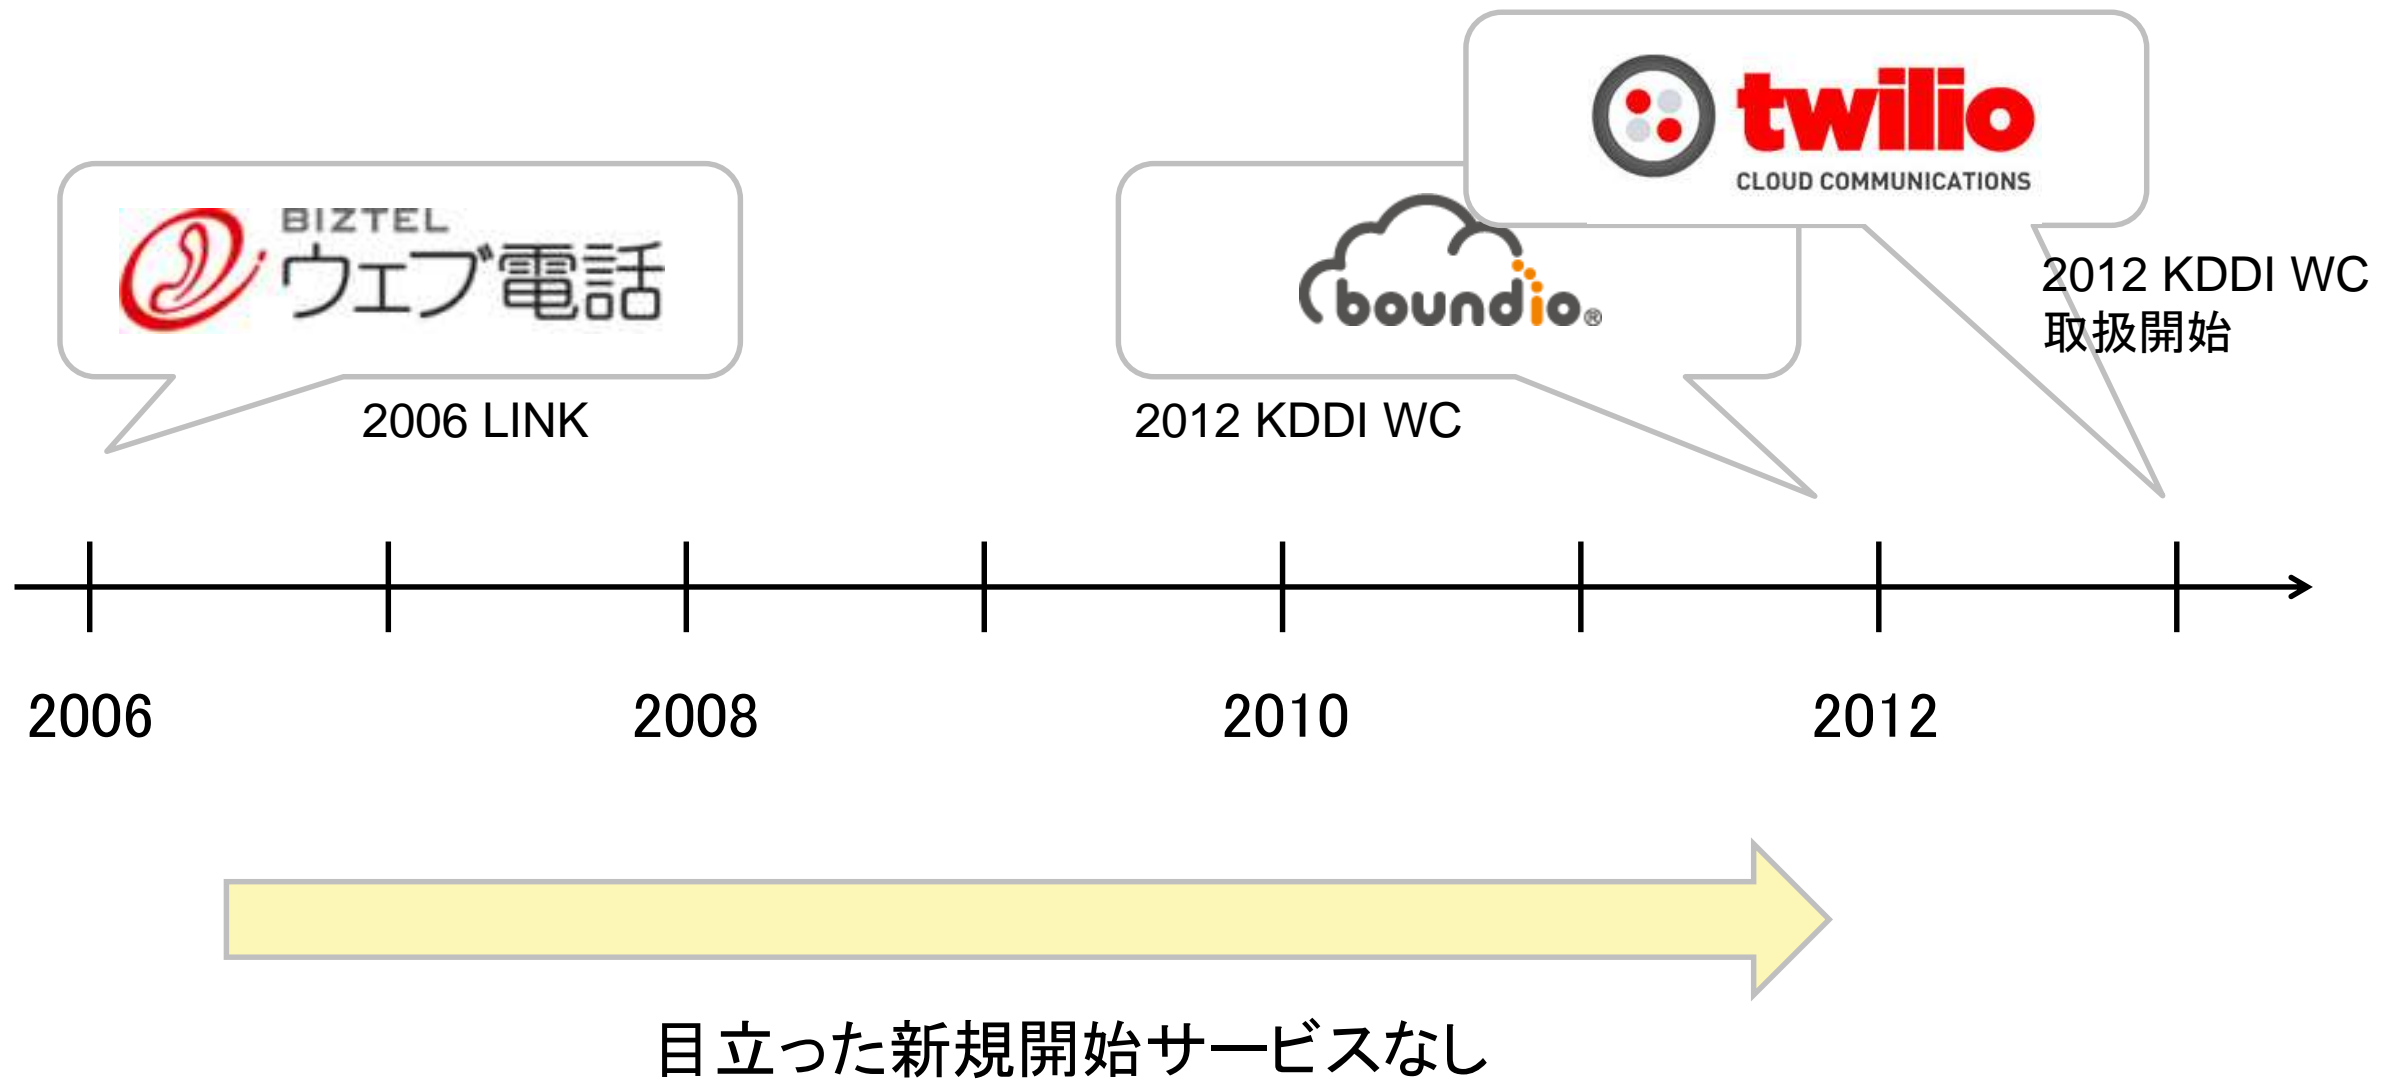 twilio
CLOUD COMMUNICATIONS
BIZTEL
ウェブ電話
boundio®
2012 KDDI WC
取扱開始
2006 LINK
2012 KDDI WC
2006
2008
2010
2012
目立った新規開始サービスなし